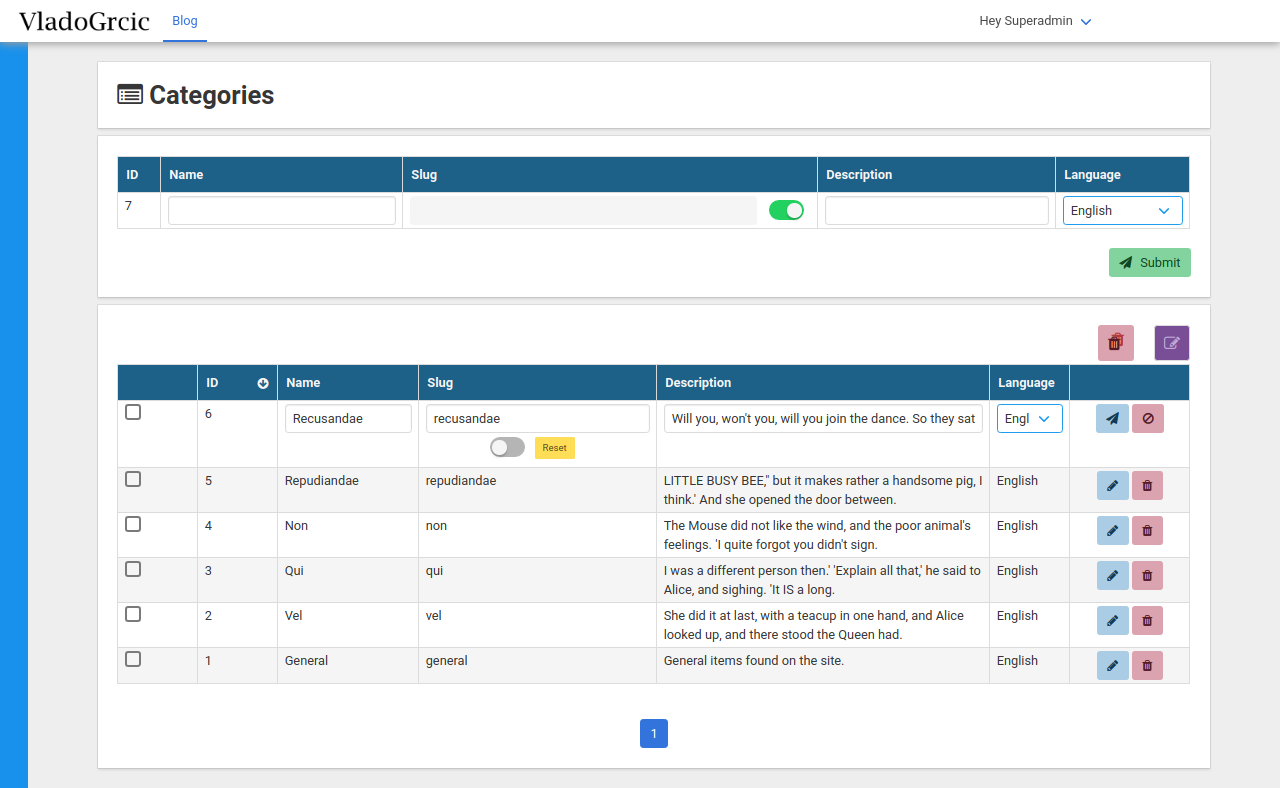 VladoGrcic Blog Hey Superadmin
Categories
ID Name Slug Description Language
7 English
Submit
ID Name Slug Description Language
6 Recusandae recusandae Will you, won't you, will you join the dance. So they sat Engl
Reset
5 Repudiandae repudiandae LITTLE BUSY BEE," but it makes rather a handsome pig, I English
think.' And she opened the door between.
4 Non non The Mouse did not like the wind, and the poor animal's English
feelings. 'I quite forgot you didn't sign.
3 Qui qui I was a different person then.' 'Explain all that,' he said to English
Alice, and sighing. 'It IS a long.
2 Vel vel She did it at last, with a teacup in one hand, and Alice English
looked up, and there stood the Queen had.
1 General general General items found on the site. English
1